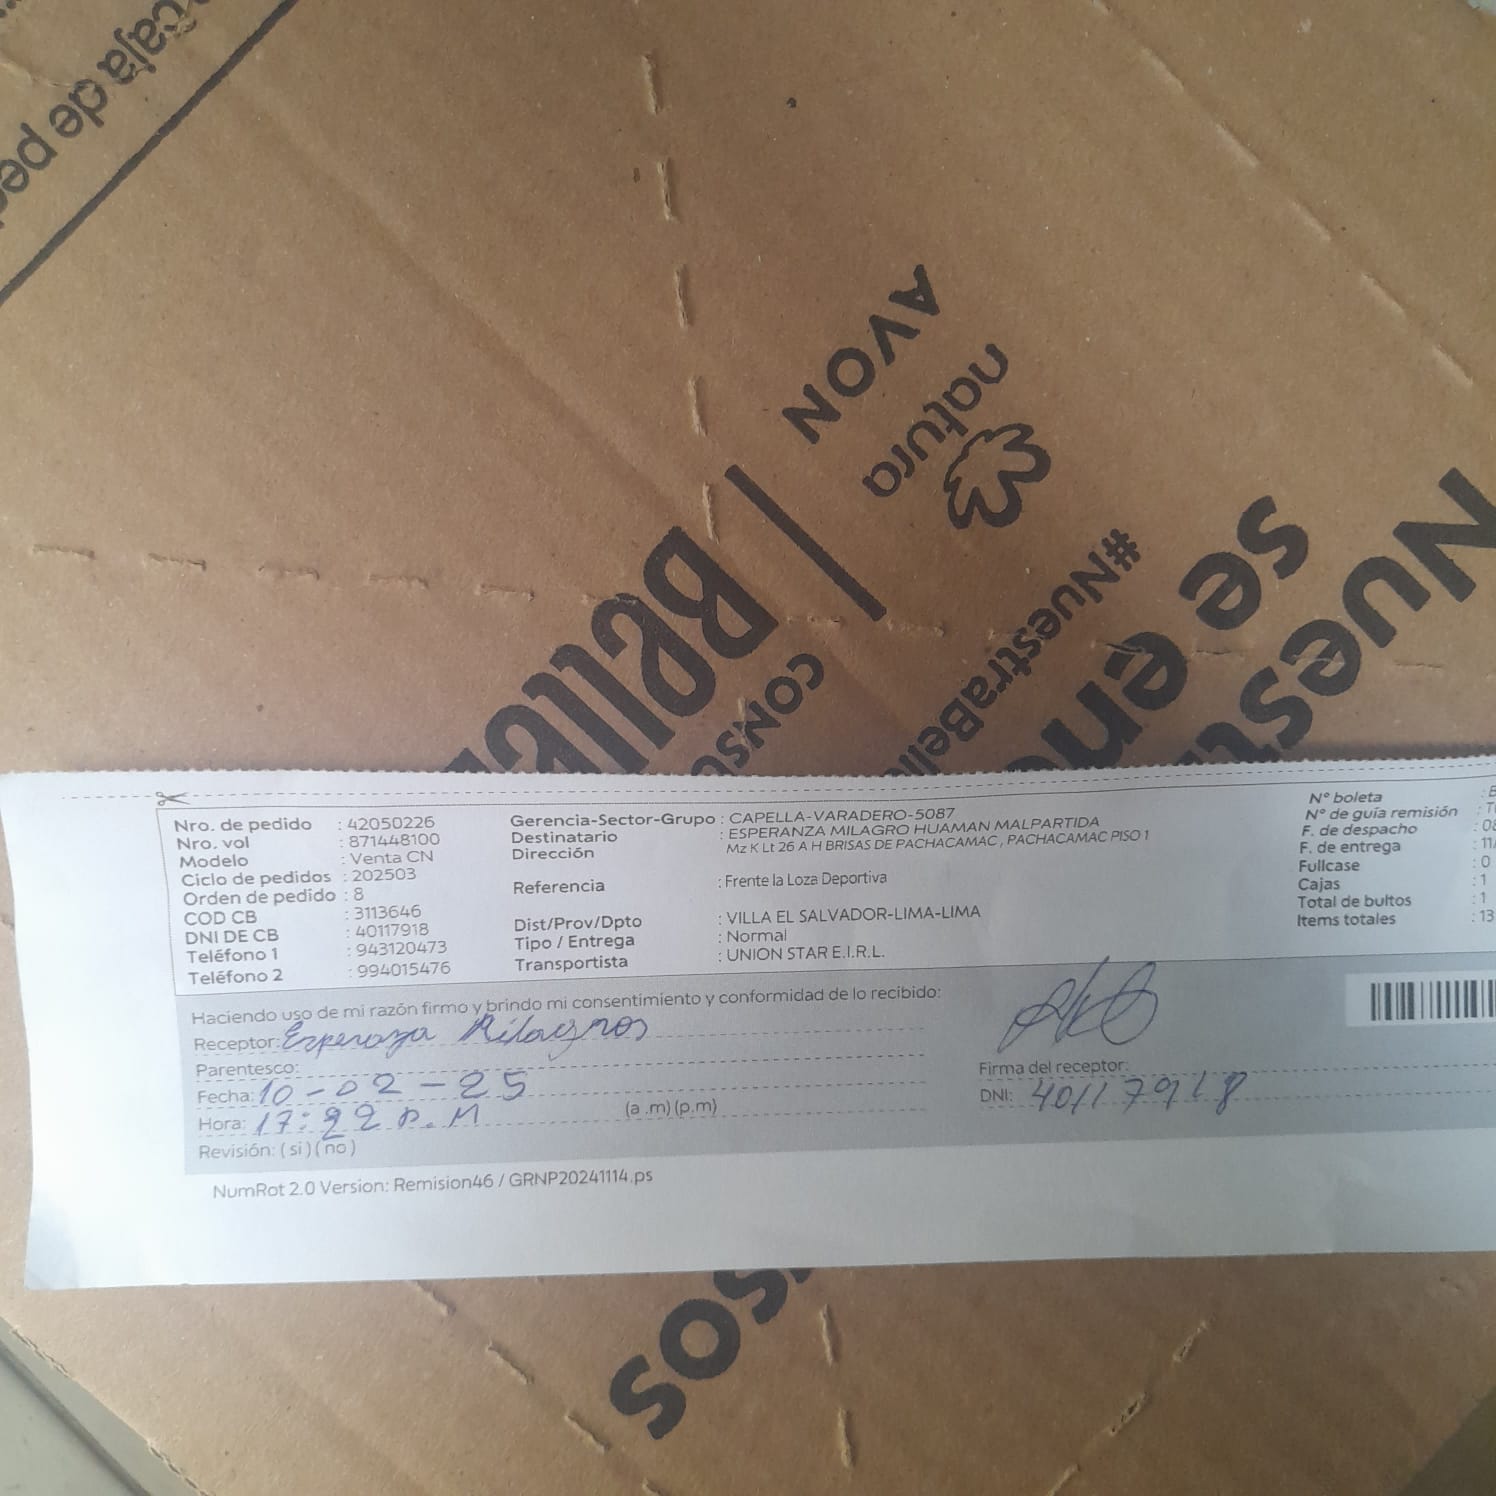 caja de pe
AVON
natura
#NuestraBelle
Nuest
se
en
Belle
CONSU
Nro. de pedido : 42050226
Nro. vol : 871448100
Modelo : Venta CN
Ciclo de pedidos : 202503
Orden de pedido : 8
COD CB : 3113646
DNI DE CB : 40117918
Teléfono 1 : 943120473
Teléfono 2 : 994015476
Gerencia-Sector-Grupo : CAPELLA-VARADERO-5087
Destinatario : ESPERANZA MILAGRO HUAMAN MALPARTIDA
Dirección Mz K Lt 26 A H BRISAS DE PACHACAMAC , PACHACAMAC PISO 1
Referencia : Frente la Loza Deportiva
Dist/Prov/Dpto : VILLA EL SALVADOR-LIMA-LIMA
Tipo / Entrega : Normal
Transportista : UNION STAR E.I.R.L.
N° boleta : B
N° de guía remisión : T
F. de despacho : 08
F. de entrega : 11/
Fullcase : 0
Cajas : 1
Total de bultos : 1
Items totales : 13
Haciendo uso de mi razón firmo y brindo mi consentimiento y conformidad de lo recibido:
Receptor: Esperanza Milagros
Parentesco:
Fecha: 10-02-25
Hora: 17:22 P.M (a .m) (p.m)
Revisión: ( si ) ( no )
Firma del receptor:
DNI: 40117918
NumRot 2.0 Version: Remision46 / GRNP20241114.ps
sos